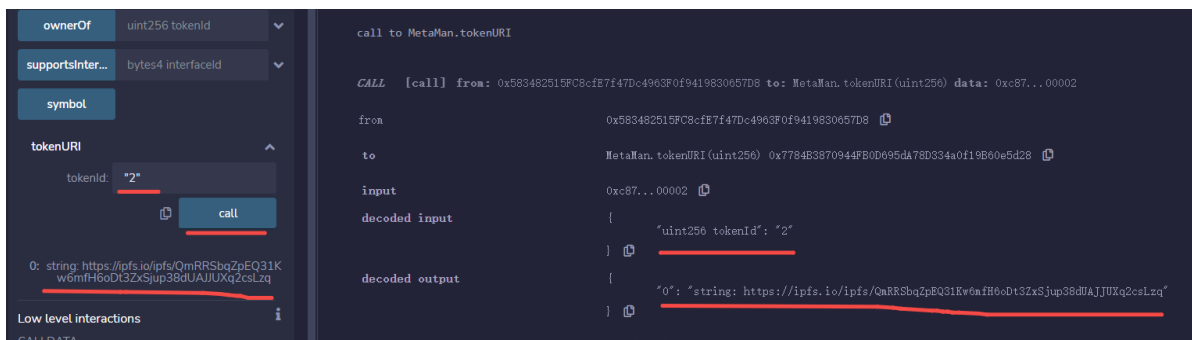 ownerOf uint256 tokenId
supportsInter... bytes4 interfaceId
symbol
tokenURI
tokenId: "2"
call
0: string: https://ipfs.io/ipfs/QmRRSbqZpEQ31K
w6mfH6oDt3ZxSjup38dUAJJUXq2csLzq
Low level interactions i
CALLDATA
call to MetaMan.tokenURI
CALL [call] from: 0x583482515FC8cfE7f47Dc4963F0f9419830657D8 to: MetaMan.tokenURI(uint256) data: 0xc87...00002
from 0x583482515FC8cfE7f47Dc4963F0f9419830657D8
to MetaMan.tokenURI(uint256) 0x7784B3870944FB0D695dA78D334a0f19B60e5d28
input 0xc87...00002
decoded input {
"uint256 tokenId": "2"
}
decoded output {
"0": "string: https://ipfs.io/ipfs/QmRRSbqZpEQ31Kw6mfH6oDt3ZxSjup38dUAJJUXq2csLzq"
}